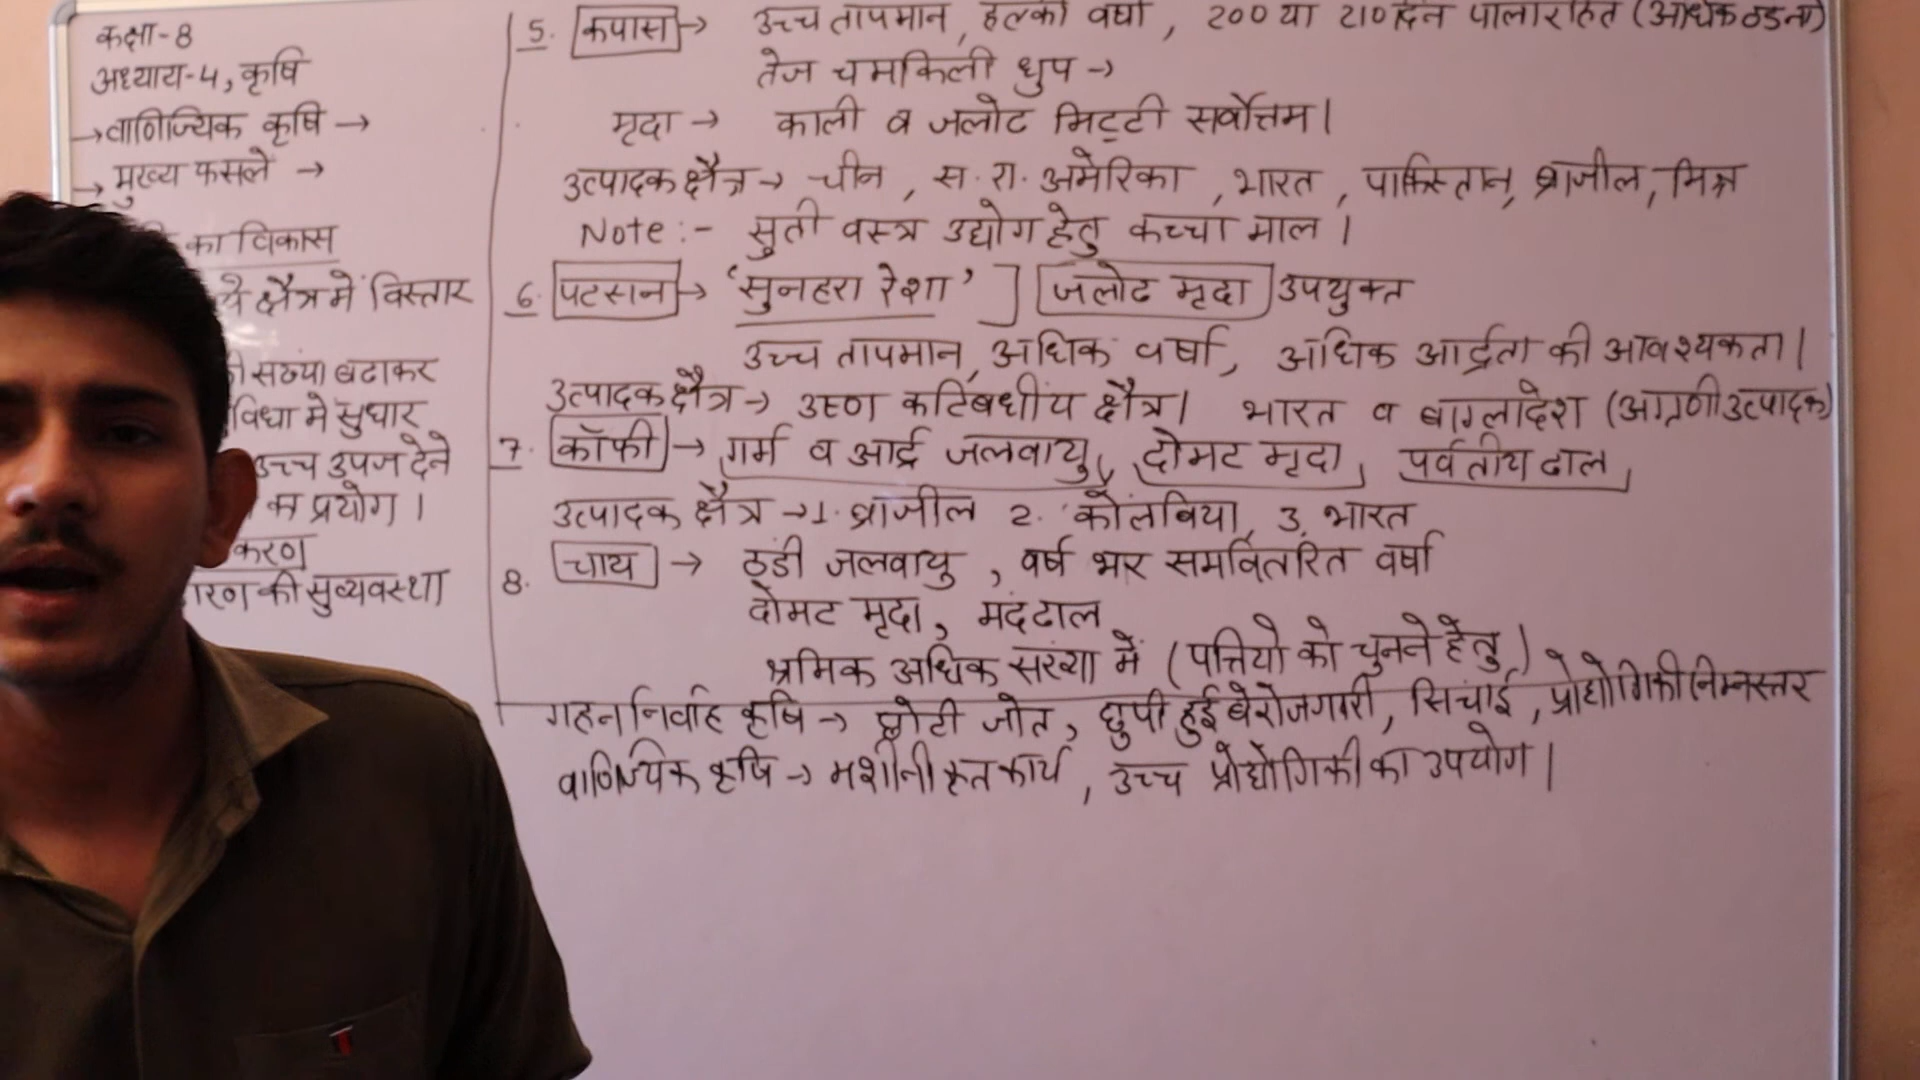 कक्षा-8
अध्याय-4, कृषि
→ वाणिज्यिक कृषि →
→ मुख्य फसले →
का विकास
क्षैत्र में विस्तार
सख्या बढाकर
विधा मे सुधार
उच्च उपज देने
प्रयोग ।
करण
की सुव्यवस्था
5. कपास → उच्च तापमान, हल्की वर्षा, 200 या 210 दिन पालारहित (अधिक ठंड ना)
तेज चमकिली धुप →
मृदा → काली व जलोढ मिट्टी सर्वोत्तम।
उत्पादक क्षैत्र → चीन, स. रा. अमेरिका, भारत, पाकिस्तान, ब्राजील, मिस्र
Note :- सुती वस्त्र उद्योग हेतु कच्चा माल ।
6. पटसन → 'सुनहरा रेशा' ] जलोढ मृदा उपयुक्त
उच्च तापमान, अधिक वर्षा, अधिक आर्द्रता की आवश्यकता।
उत्पादक क्षैत्र → उष्ण कटिबंधीय क्षैत्र। भारत व बांग्लादेश (अग्रणी उत्पादक)
7. कॉफी → गर्म व आर्द्र जलवायु, दोमट मृदा, पर्वतीय ढाल,
उत्पादक क्षैत्र → 1. ब्राजील 2. कोलंबिया, 3. भारत
8. चाय → ठंडी जलवायु, वर्ष भर समवितरित वर्षा
दोमट मृदा, मंद ढाल
श्रमिक अधिक संख्या में (पत्तियो को चुनने हेतु)
गहन निर्वाह कृषि → छोटी जोत, छुपी हुई बेरोजगारी, सिंचाई, प्रोद्योगिकी निम्नस्तर
वाणिज्यिक कृषि → मशीनीकृत कार्य, उच्च प्रोद्योगिकी का उपयोग।